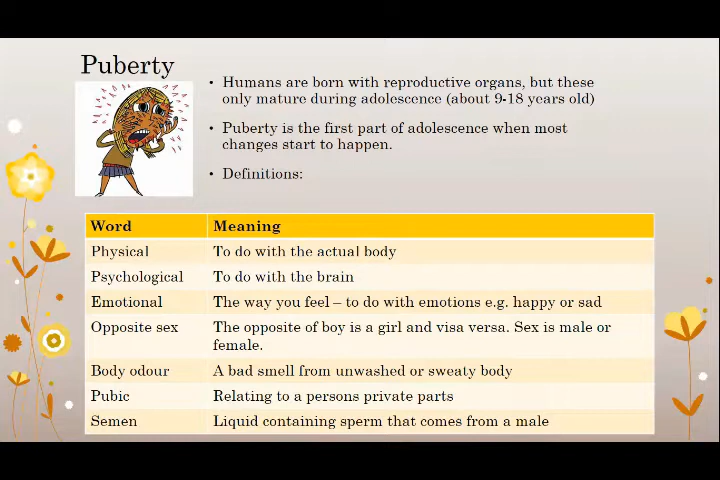 Puberty
• Humans are born with reproductive organs, but these
only mature during adolescence (about 9-18 years old)
• Puberty is the first part of adolescence when most
changes start to happen.
• Definitions:
Word Meaning
Physical To do with the actual body
Psychological To do with the brain
Emotional The way you feel – to do with emotions e.g. happy or sad
Opposite sex The opposite of boy is a girl and visa versa. Sex is male or
female.
Body odour A bad smell from unwashed or sweaty body
Pubic Relating to a persons private parts
Semen Liquid containing sperm that comes from a male